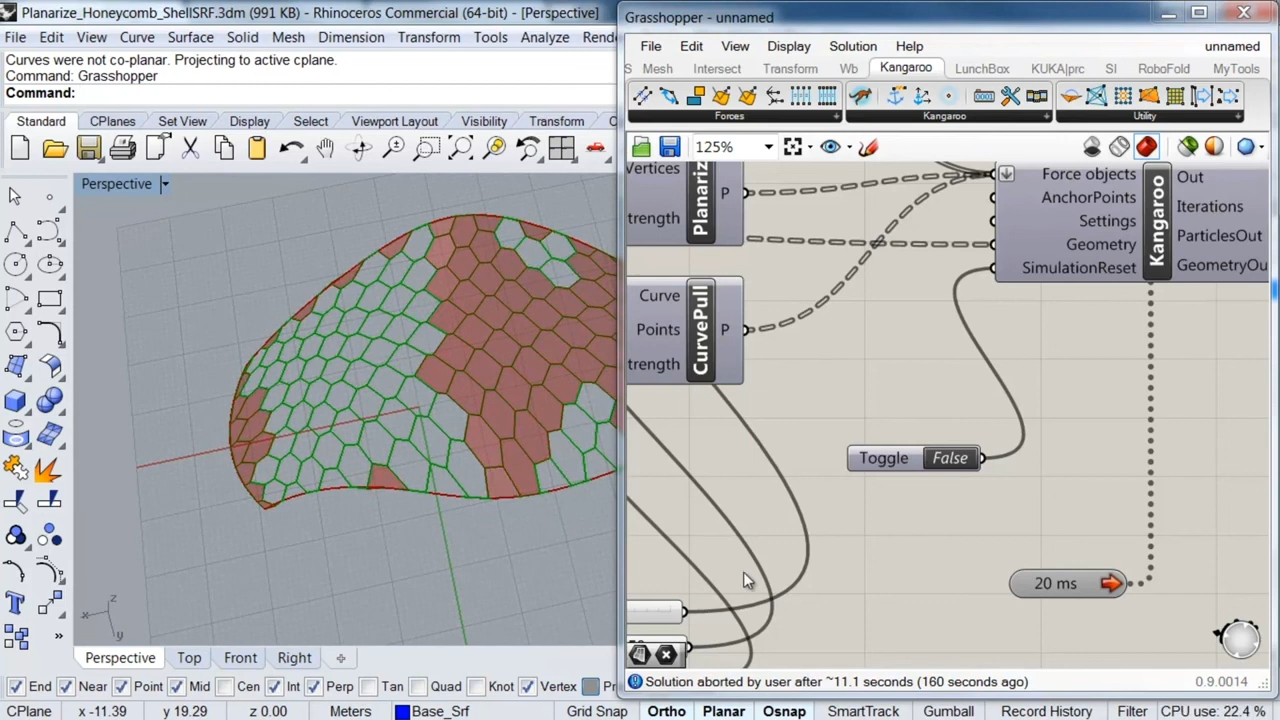 Planarize_Honeycomb_ShellSRF.3dm (991 KB) - Rhinoceros Commercial (64-bit) - [Perspective]
File Edit View Curve Surface Solid Mesh Dimension Transform Tools Analyze
Curves were not co-planar. Projecting to active cplane.
Command: Grasshopper
Command:
Standard CPlanes Set View Display Select Viewport Layout Visibility Transform
Perspective
Perspective Top Front Right
End Near Point Mid Cen Int Perp Tan Quad Knot Vertex
CPlane x -11.39 y 19.29 z 0.00 Meters Base_Srf Grid Snap Ortho Planar Osnap SmartTrack Gumball Record History Filter CPU use: 22.4 %
Grasshopper - unnamed
File Edit View Display Solution Help unnamed
S Mesh Intersect Transform Wb Kangaroo LunchBox KUKA|prc SI RoboFold MyTools
Forces Kangaroo Utility
125%
Vertices
trength
Planariz
P
Curve
Points
trength
CurvePull
P
Force objects
AnchorPoints
Settings
Geometry
SimulationReset
Kangaroo
Out
Iterations
ParticlesOut
GeometryOu
Toggle False
20 ms
Solution aborted by user after ~11.1 seconds (160 seconds ago) 0.9.0014